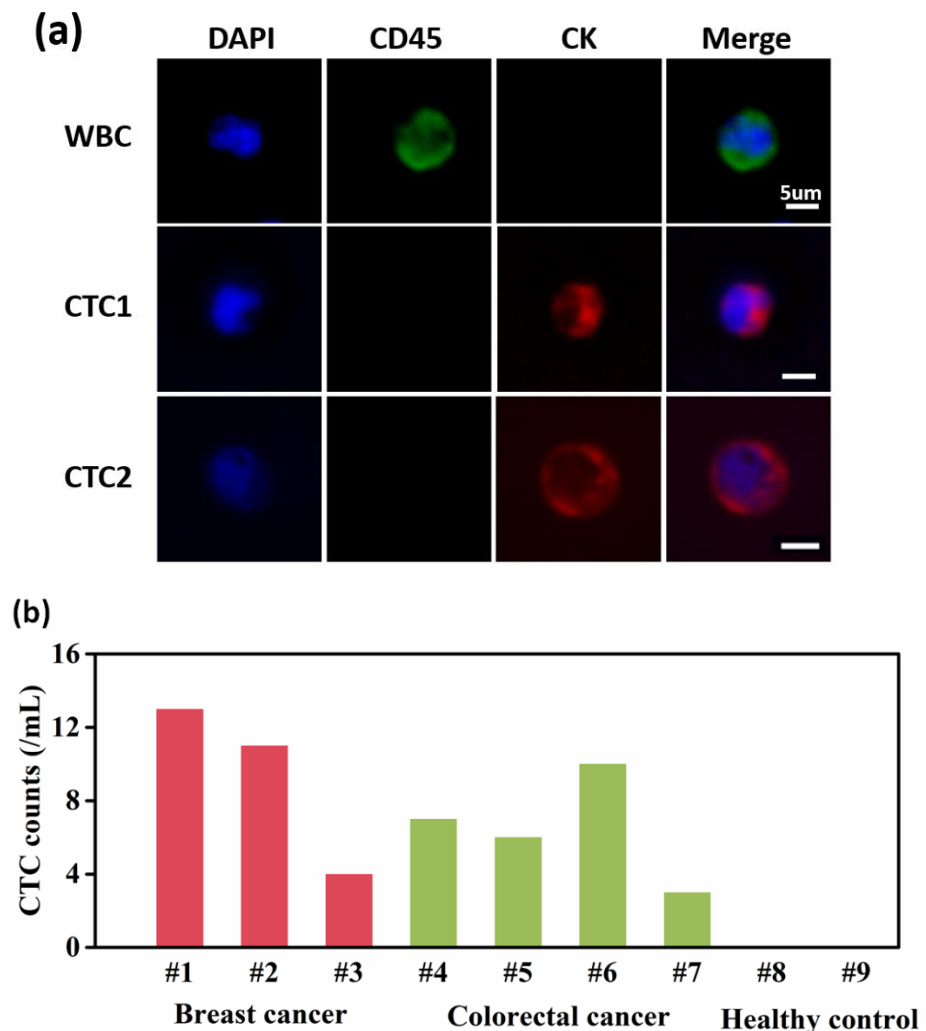 (a)
DAPI CD45 CK Merge
WBC
5um
CTC1
CTC2
(b)
CTC counts (/mL)
16
12
8
4
0
#1 #2 #3 #4 #5 #6 #7 #8 #9
Breast cancer Colorectal cancer Healthy control